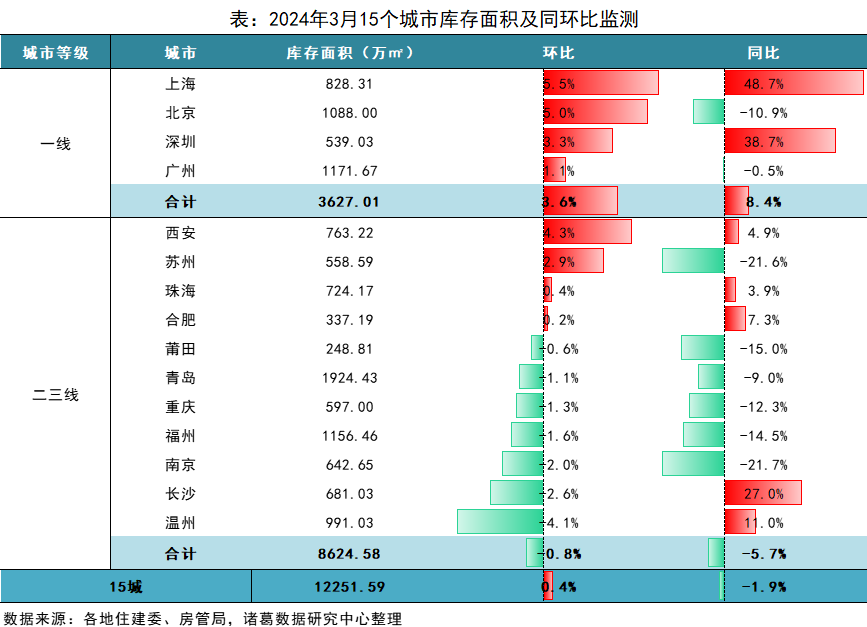 表：2024年3月15个城市库存面积及同环比监测
城市等级 城市 库存面积（万㎡） 环比 同比
上海 828.31 5.5% 48.7%
北京 1088.00 5.0% -10.9%
深圳 539.03 3.3% 38.7%
一线
广州 1171.67 1.1% -0.5%
合计 3627.01 3.6% 8.4%
西安 763.22 4.3% 4.9%
苏州 558.59 2.9% -21.6%
珠海 724.17 0.4% 3.9%
合肥 337.19 0.2% 7.3%
莆田 248.81 -0.6% -15.0%
青岛 1924.43 -1.1% -9.0%
二三线
重庆 597.00 -1.3% -12.3%
福州 1156.46 -1.6% -14.5%
南京 642.65 -2.0% -21.7%
长沙 681.03 -2.6% 27.0%
温州 991.03 -4.1% 11.0%
合计 8624.58 -0.8% -5.7%
15城 12251.59 0.4% -1.9%
数据来源：各地住建委、房管局，诸葛数据研究中心整理